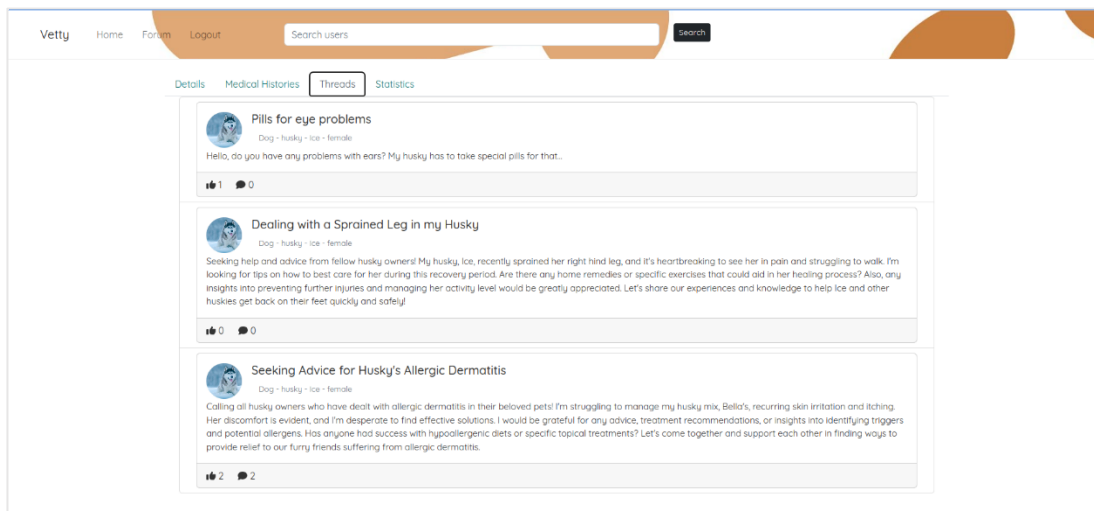 Vetty Home Forum Logout Search users Search
Details Medical Histories Threads Statistics
Pills for eye problems
Dog - husky - Ice - female
Hello, do you have any problems with ears? My husky has to take special pills for that...
1 0
Dealing with a Sprained Leg in my Husky
Dog - husky - Ice - female
Seeking help and advice from fellow husky owners! My husky, Ice, recently sprained her right hind leg, and it's heartbreaking to see her in pain and struggling to walk. I'm
looking for tips on how to best care for her during this recovery period. Are there any home remedies or specific exercises that could aid in her healing process? Also, any
insights into preventing further injuries and managing her activity level would be greatly appreciated. Let's share our experiences and knowledge to help Ice and other
huskies get back on their feet quickly and safely!
0 0
Seeking Advice for Husky's Allergic Dermatitis
Dog - husky - Ice - female
Calling all husky owners who have dealt with allergic dermatitis in their beloved pets! I'm struggling to manage my husky mix, Bella's, recurring skin irritation and itching.
Her discomfort is evident, and I'm desperate to find effective solutions. I would be grateful for any advice, treatment recommendations, or insights into identifying triggers
and potential allergens. Has anyone had success with hypoallergenic diets or specific topical treatments? Let's come together and support each other in finding ways to
provide relief to our furry friends suffering from allergic dermatitis.
2 2